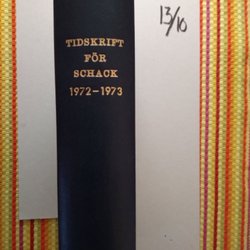 TIDSKRIFT
FÖR
SCHACK
1972-1973
13/10